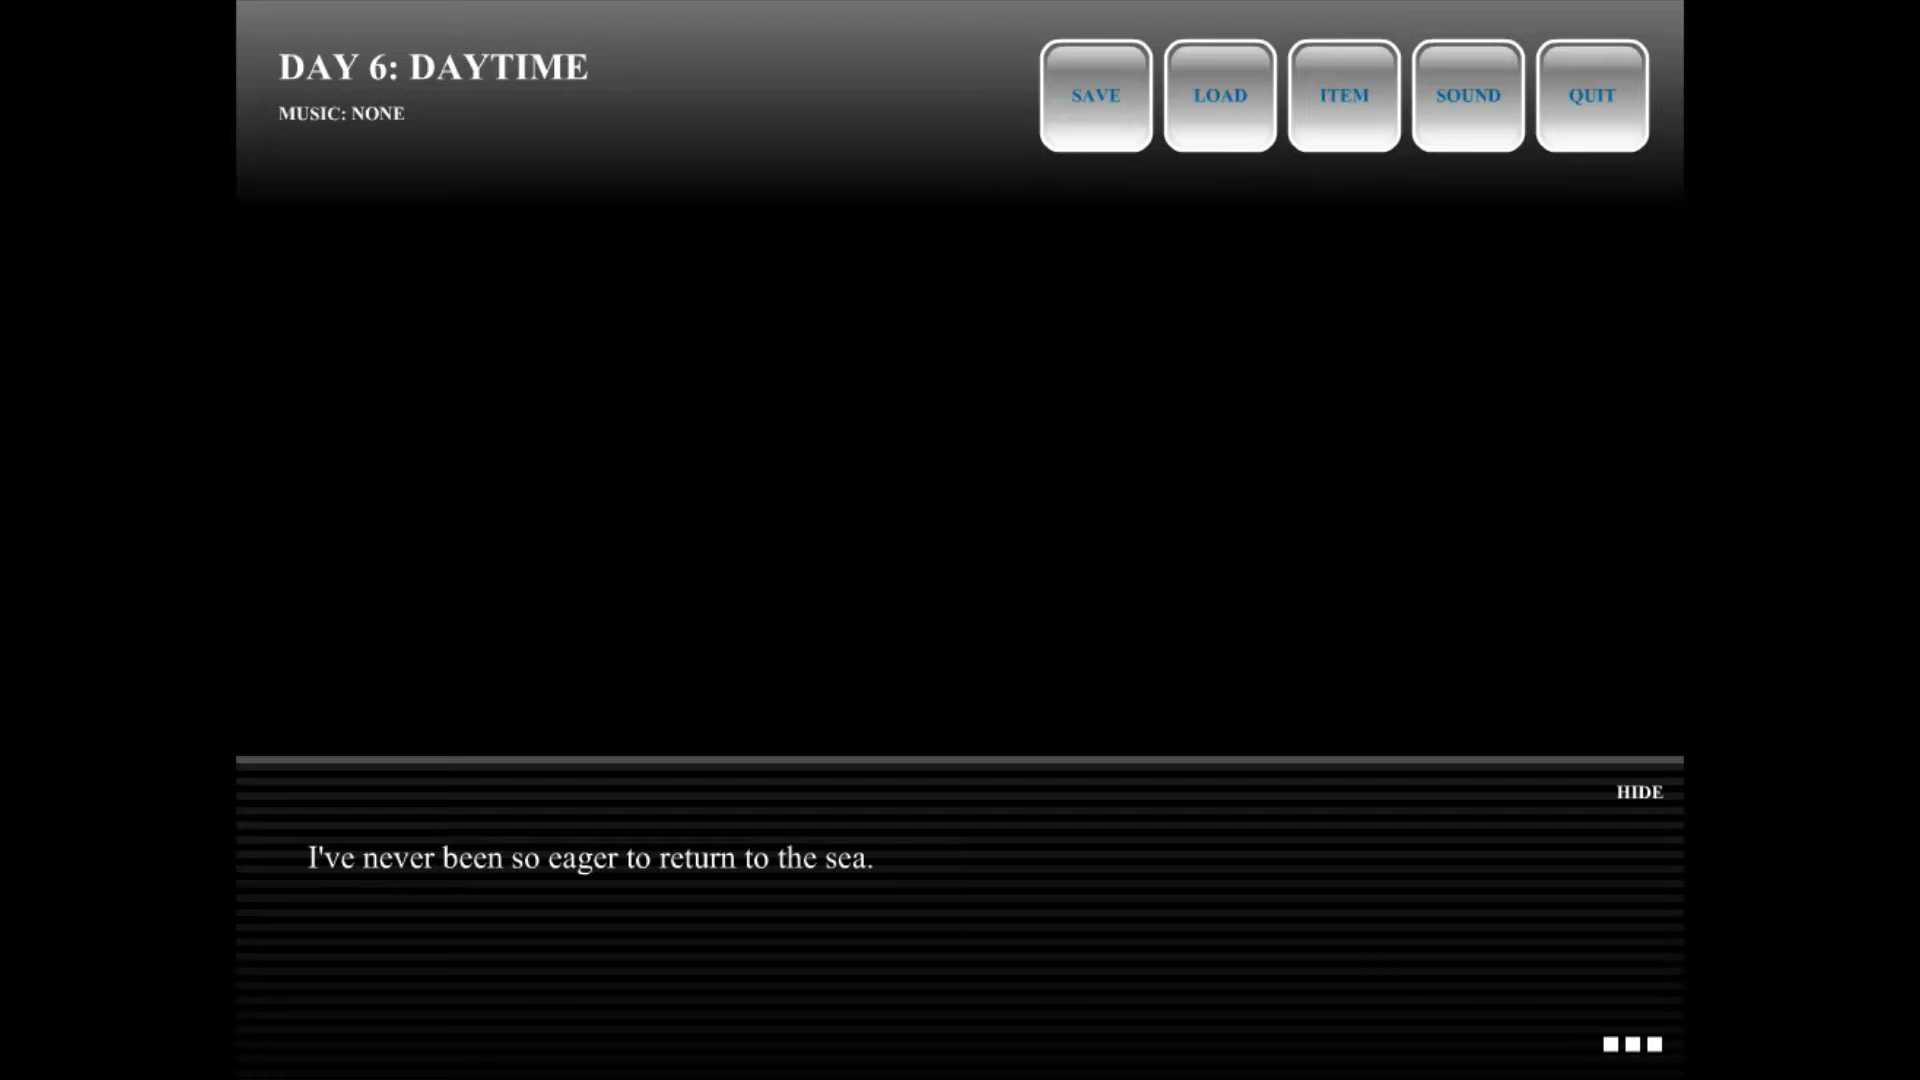 DAY 6: DAYTIME
MUSIC: NONE
SAVE LOAD ITEM SOUND QUIT
HIDE
I've never been so eager to return to the sea.